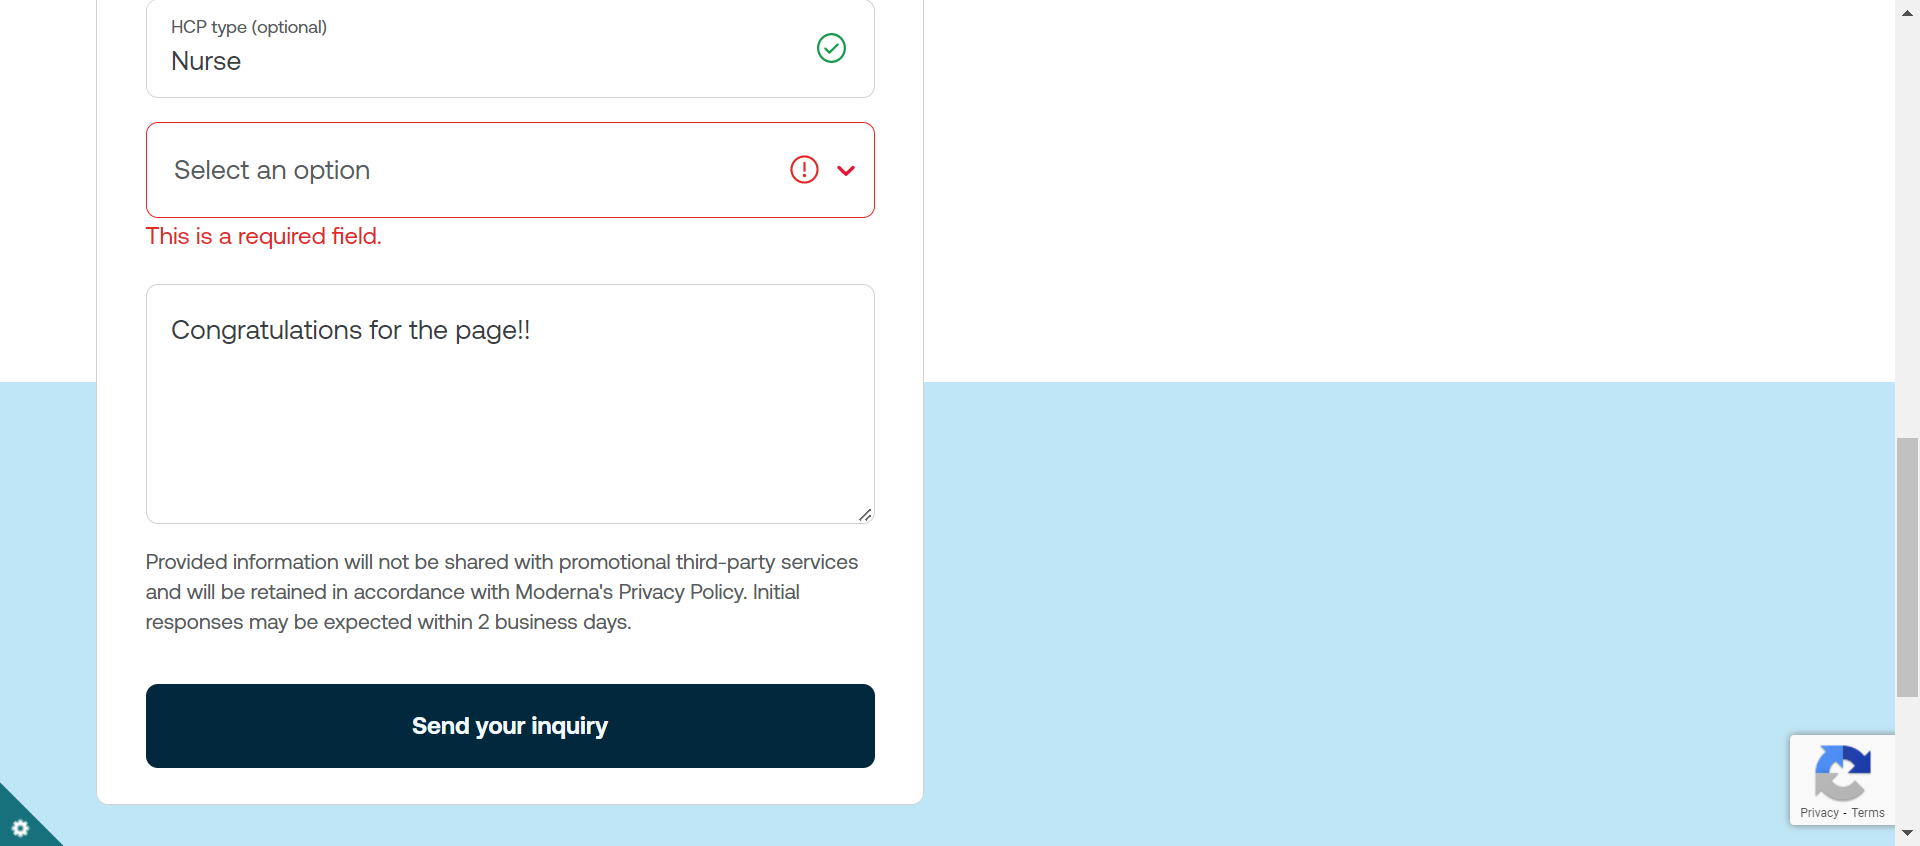 HCP type (optional)
Nurse
Select an option
This is a required field.
Congratulations for the page!!
Provided information will not be shared with promotional third-party services
and will be retained in accordance with Moderna's Privacy Policy. Initial
responses may be expected within 2 business days.
Send your inquiry
Privacy - Terms